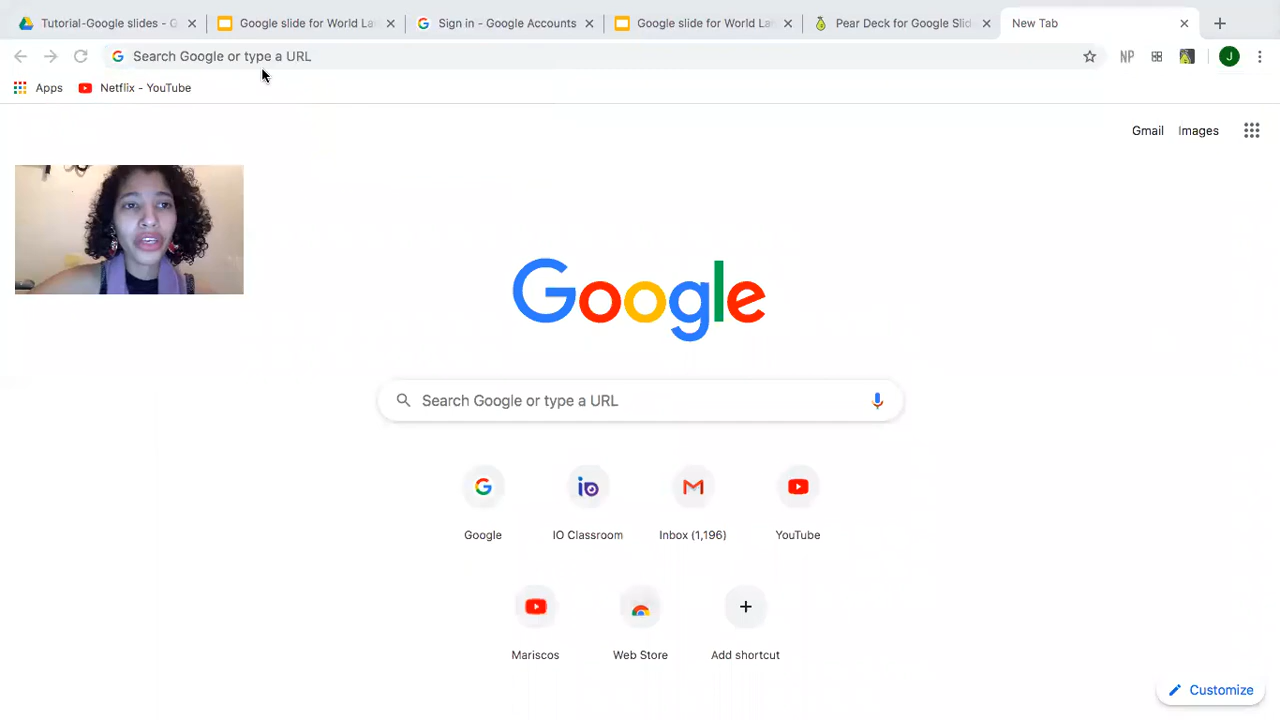 Tutorial-Google slides - G
Google slide for World La
Sign in - Google Accounts
Google slide for World La
Pear Deck for Google Slid
New Tab
Search Google or type a URL
NP
J
Apps
Netflix - YouTube
Gmail
Images
Google
Search Google or type a URL
Google
IO Classroom
Inbox (1,196)
YouTube
Mariscos
Web Store
Add shortcut
Customize